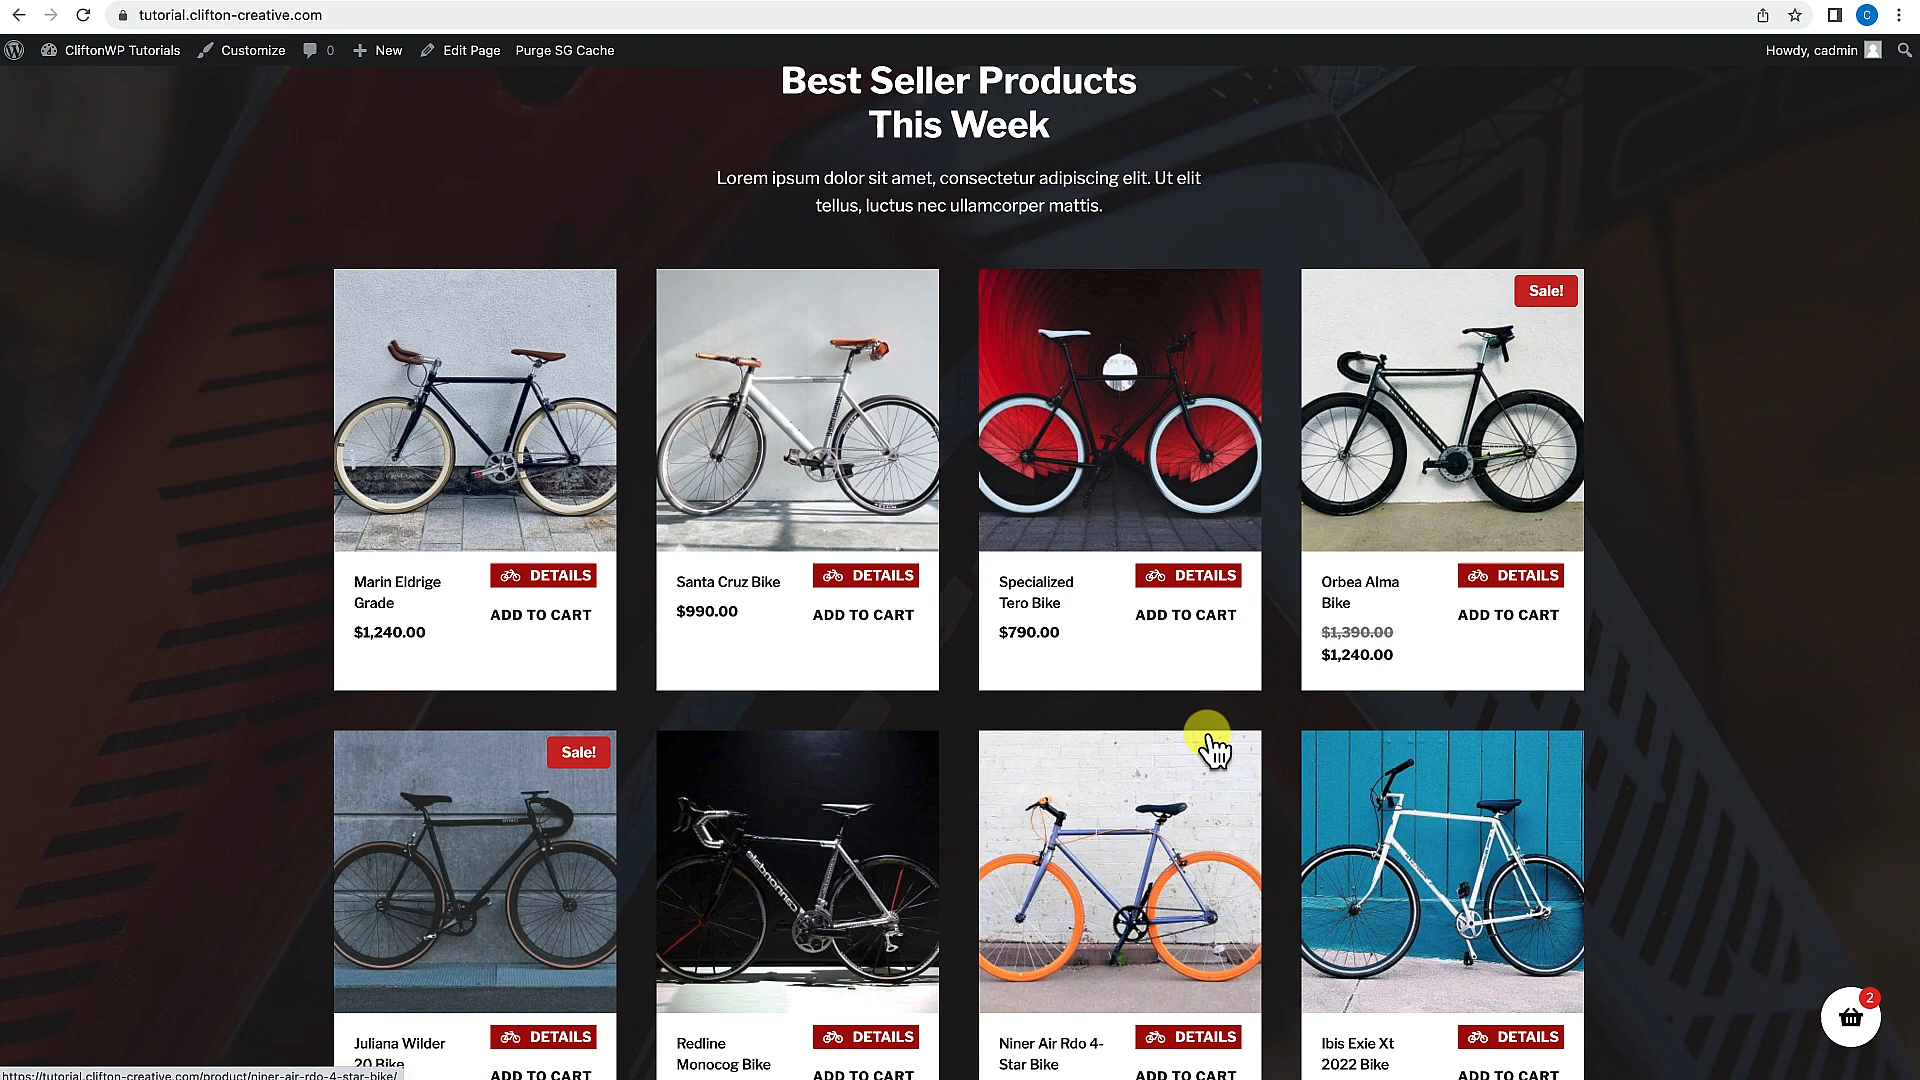 tutorial.clifton-creative.com
C
CliftonWP Tutorials
Customize
0
New
Edit Page
Purge SG Cache
Howdy, cadmin
Best Seller Products
This Week
Lorem ipsum dolor sit amet, consectetur adipiscing elit. Ut elit
tellus, luctus nec ullamcorper mattis.
Sale!
Marin Eldrige
Grade
$1,240.00
DETAILS
ADD TO CART
Santa Cruz Bike
$990.00
DETAILS
ADD TO CART
Specialized
Tero Bike
$790.00
DETAILS
ADD TO CART
Orbea Alma
Bike
$1,390.00
$1,240.00
DETAILS
ADD TO CART
Sale!
cannondale
Juliana Wilder
20 Bike
DETAILS
ADD TO CART
Redline
Monocog Bike
DETAILS
ADD TO CART
Niner Air Rdo 4-
Star Bike
DETAILS
ADD TO CART
Ibis Exie Xt
2022 Bike
DETAILS
ADD TO CART
2
https://tutorial.clifton-creative.com/product/niner-air-rdo-4-star-bike/